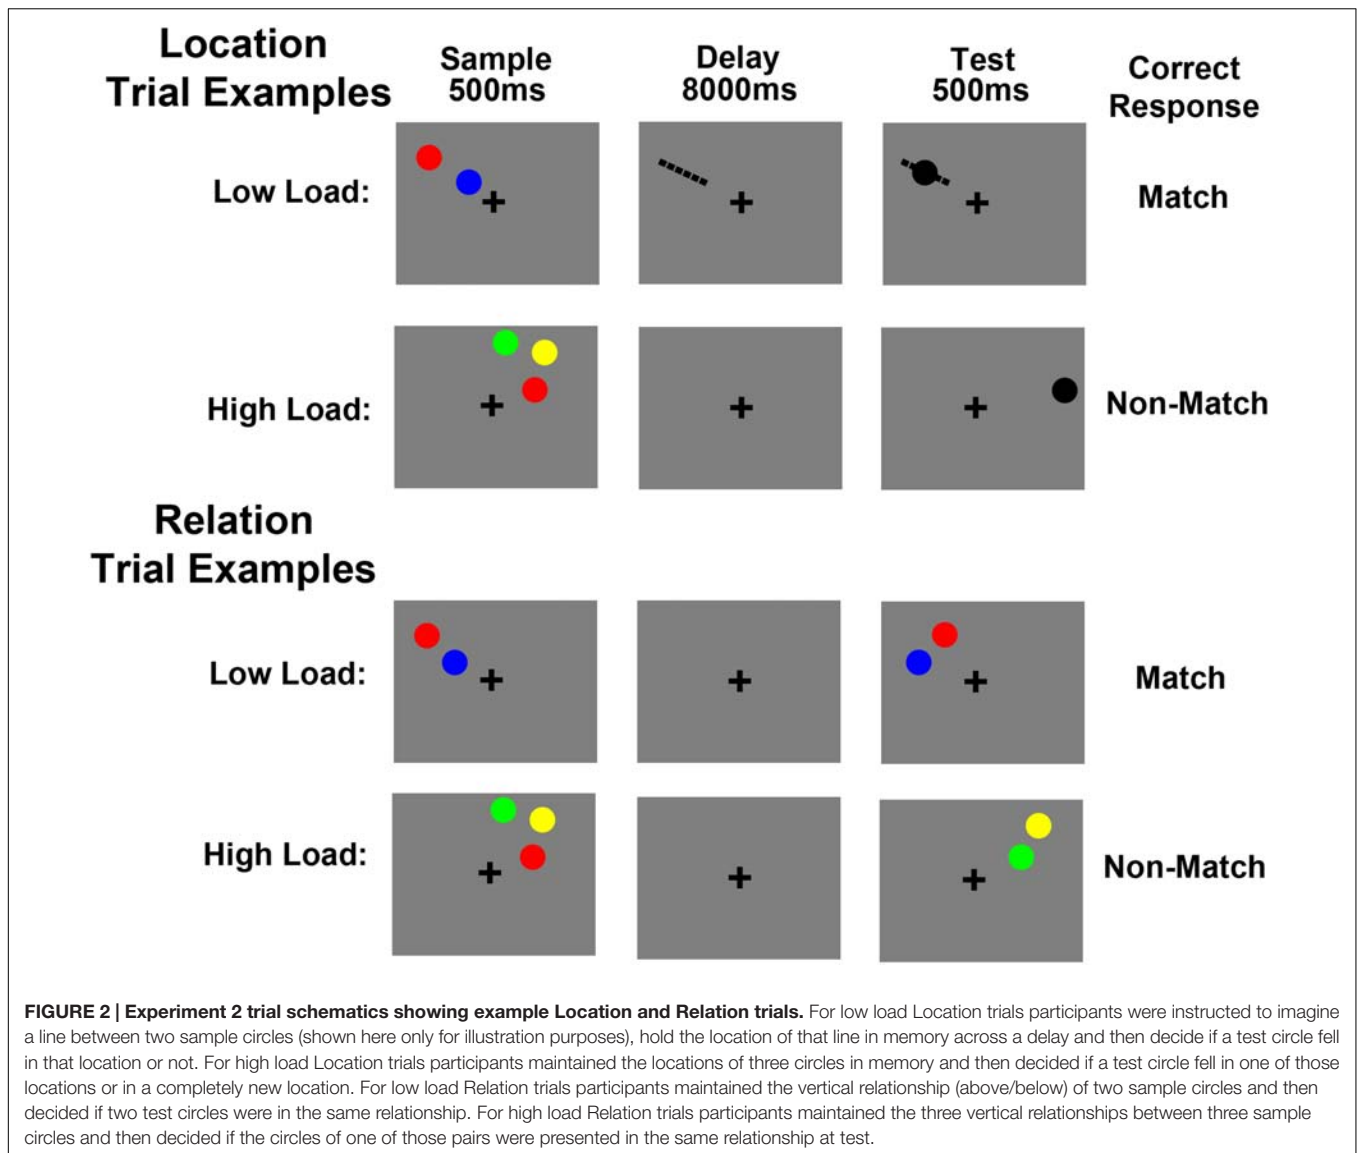 Location
Trial Examples
Sample
500ms
Delay
8000ms
Test
500ms
Correct
Response
Low Load:
Match
High Load:
Non-Match
Relation
Trial Examples
Low Load:
Match
High Load:
Non-Match
FIGURE 2 | Experiment 2 trial schematics showing example Location and Relation trials. For low load Location trials participants were instructed to imagine
a line between two sample circles (shown here only for illustration purposes), hold the location of that line in memory across a delay and then decide if a test circle fell
in that location or not. For high load Location trials participants maintained the locations of three circles in memory and then decided if a test circle fell in one of those
locations or in a completely new location. For low load Relation trials participants maintained the vertical relationship (above/below) of two sample circles and then
decided if two test circles were in the same relationship. For high load Relation trials participants maintained the three vertical relationships between three sample
circles and then decided if the circles of one of those pairs were presented in the same relationship at test.